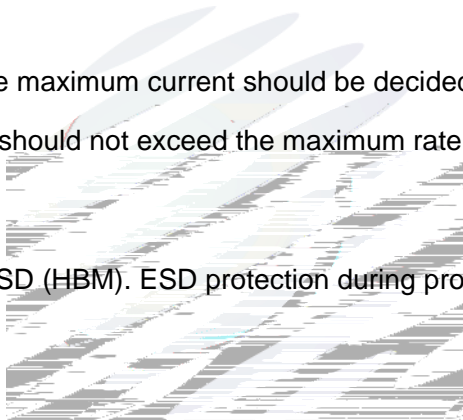 e maximum current should be decided
should not exceed the maximum rate
SD (HBM). ESD protection during pro